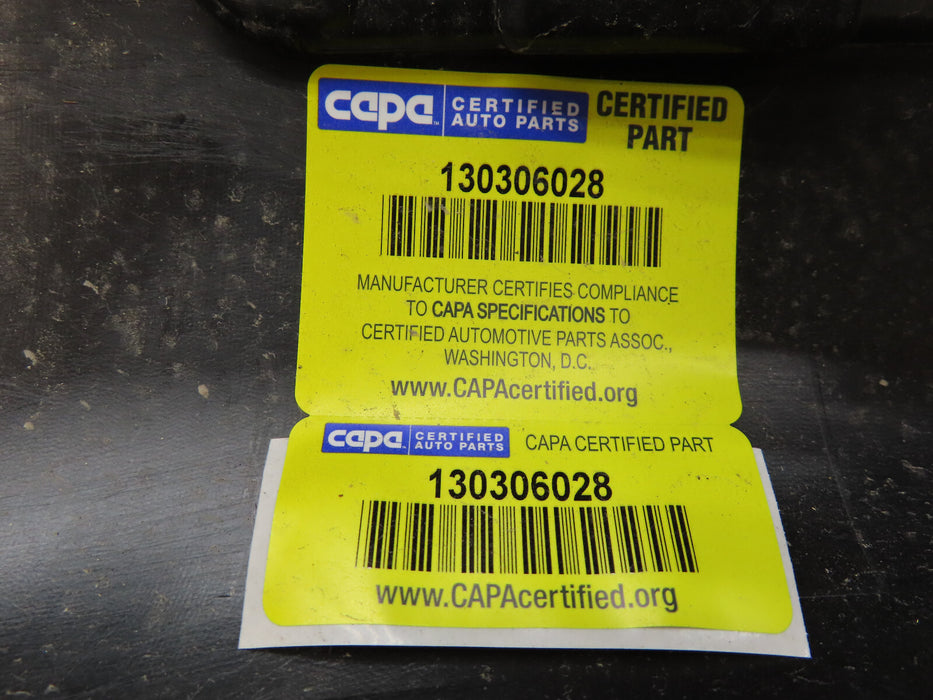 capa™ CERTIFIED AUTO PARTS
CERTIFIED PART
130306028
MANUFACTURER CERTIFIES COMPLIANCE
TO CAPA SPECIFICATIONS TO
CERTIFIED AUTOMOTIVE PARTS ASSOC.,
WASHINGTON, D.C.
www.CAPAcertified.org
capa CERTIFIED AUTO PARTS CAPA CERTIFIED PART
130306028
www.CAPAcertified.org